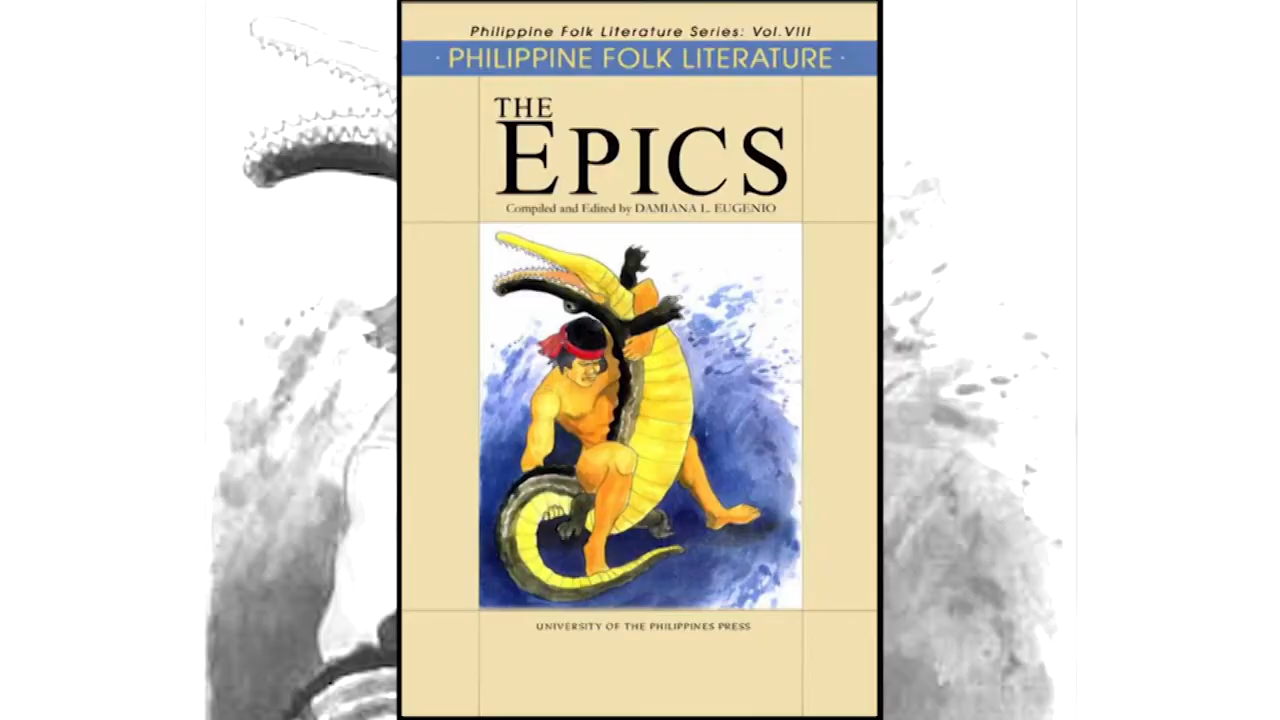 Philippine Folk Literature Series: Vol.VIII
· PHILIPPINE FOLK LITERATURE ·
THE
EPICS
Compiled and Edited by DAMIANA L. EUGENIO
UNIVERSITY OF THE PHILIPPINES PRESS